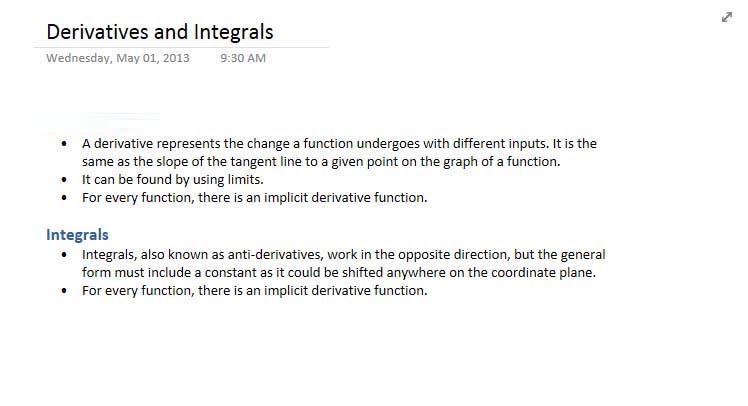 Derivatives and Integrals
Wednesday, May 01, 2013 9:30 AM
• A derivative represents the change a function undergoes with different inputs. It is the
same as the slope of the tangent line to a given point on the graph of a function.
• It can be found by using limits.
• For every function, there is an implicit derivative function.
Integrals
• Integrals, also known as anti-derivatives, work in the opposite direction, but the general
form must include a constant as it could be shifted anywhere on the coordinate plane.
• For every function, there is an implicit derivative function.